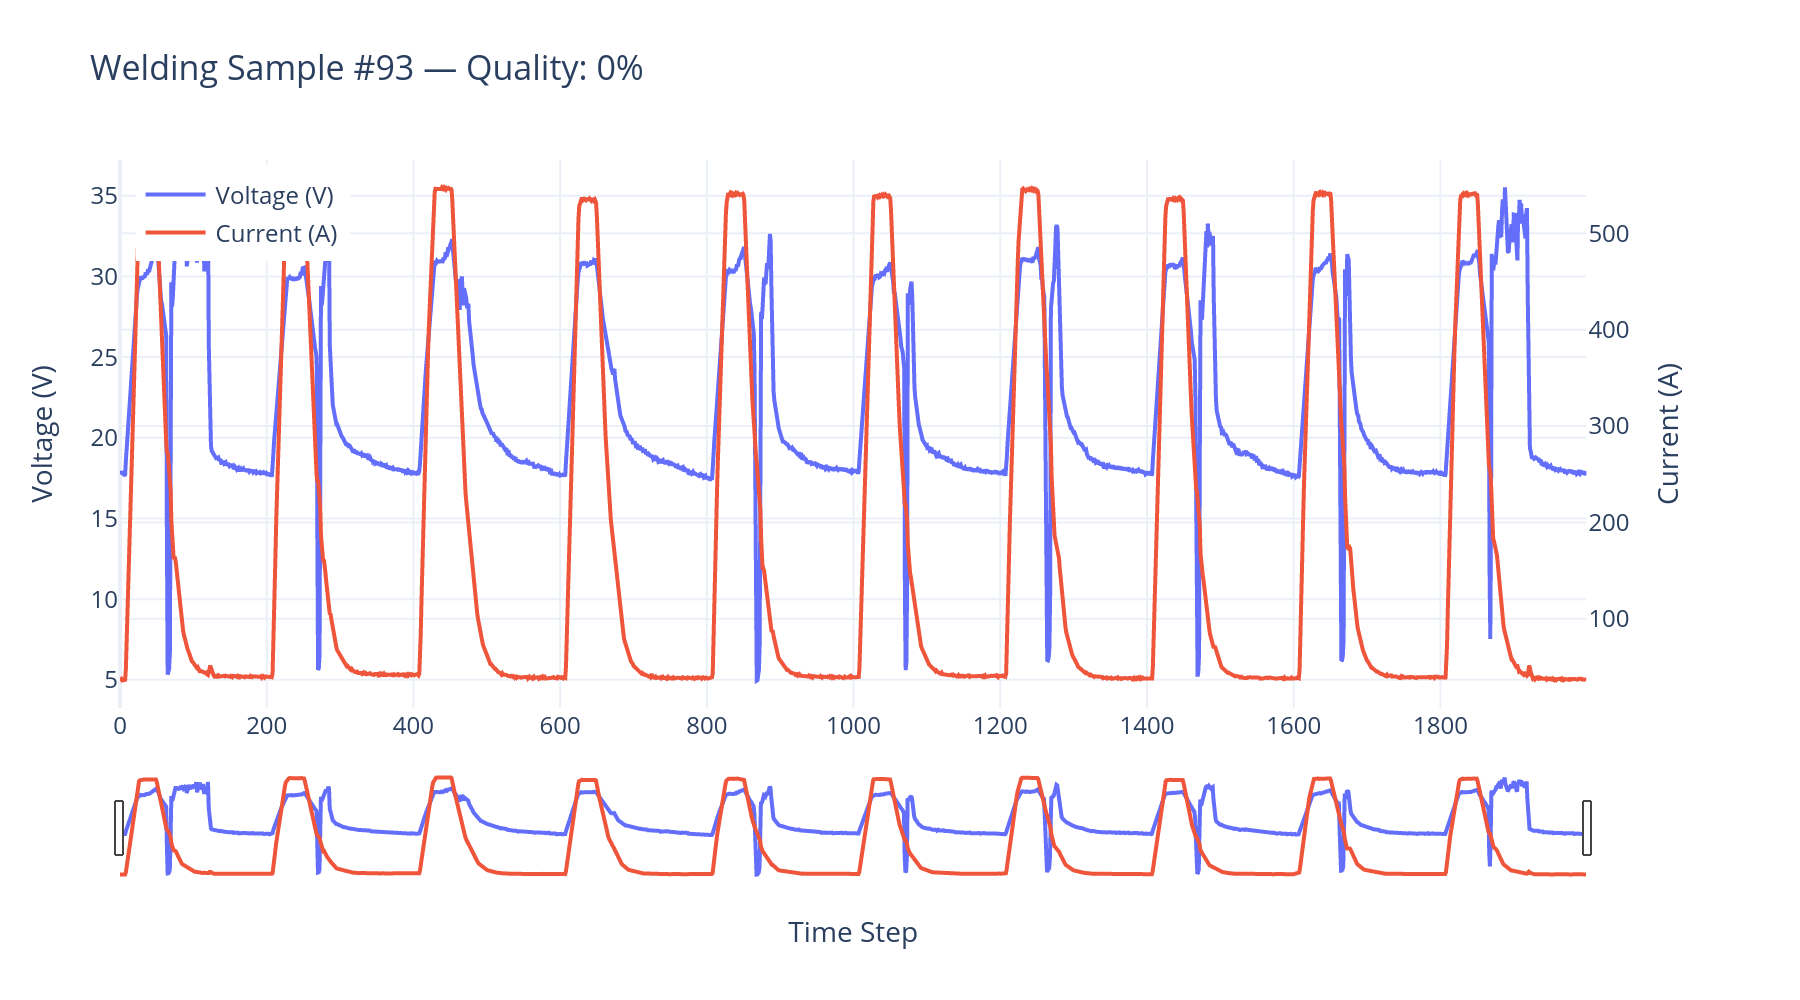 Welding Sample #93 — Quality: 0%
Voltage (V)
Current (A)
35
30
25
20
15
10
5
Voltage (V)
500
400
300
200
100
Current (A)
0 200 400 600 800 1000 1200 1400 1600 1800
Time Step